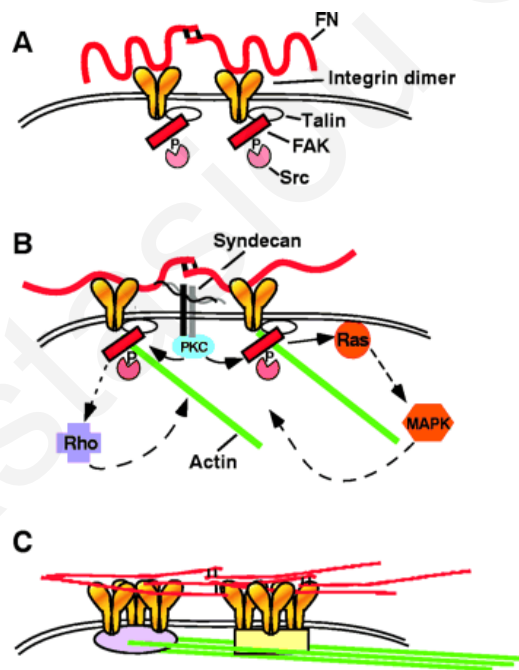 A
FN
Integrin dimer
Talin
FAK
P
P
Src
B
Syndecan
PKC
Ras
P
P
Rho
MAPK
Actin
C